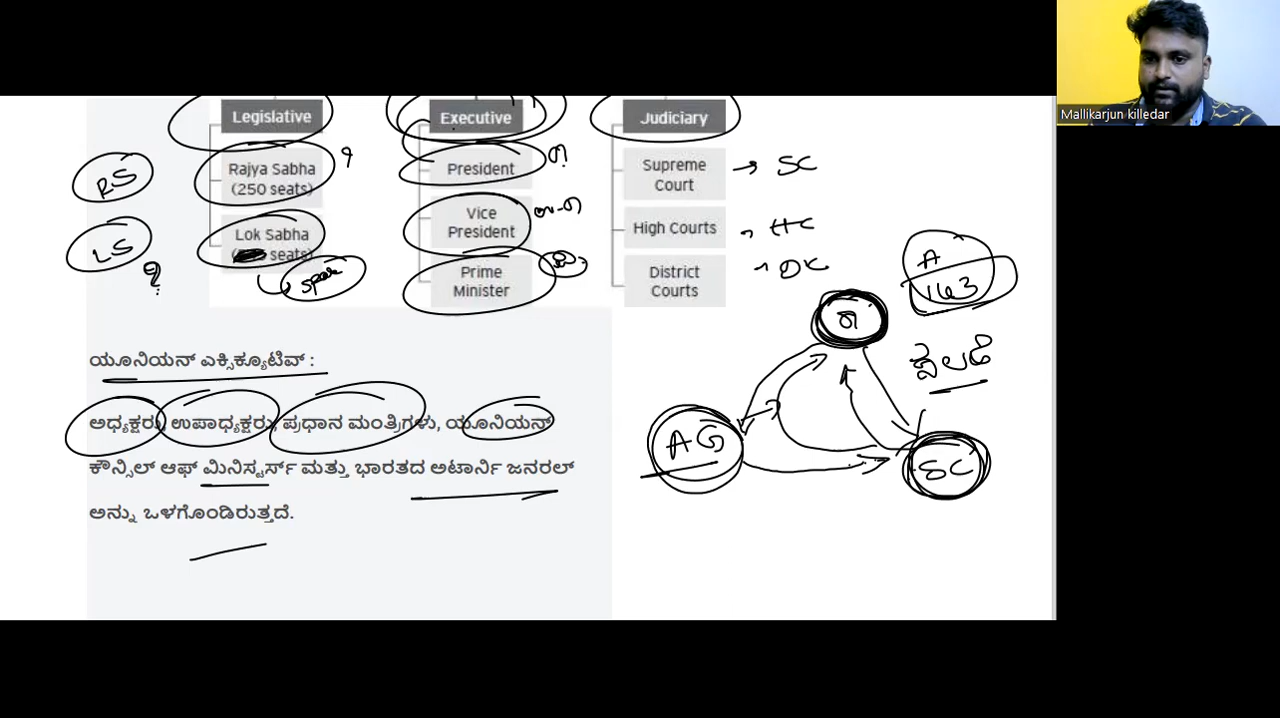 Mallikarjun killedar
Legislative
Executive
Judiciary
RS
Rajya Sabha
(250 seats)
President
ರಾ
Supreme
Court
SC
LS
Lok Sabha
seats)
Vice
President
ಉ-ರಾ
High Courts
HC
Prime
Minister
District
Courts
DC
A
143
ರಾ
AG
SC
ಯೂನಿಯನ್ ಎಕ್ಸಿಕ್ಯೂಟಿವ್ :
ಅಧ್ಯಕ್ಷರು, ಉಪಾಧ್ಯಕ್ಷರು, ಪ್ರಧಾನ ಮಂತ್ರಿಗಳು, ಯೂನಿಯನ್
ಕೌನ್ಸಿಲ್ ಆಫ್ ಮಿನಿಸ್ಟರ್ಸ್ ಮತ್ತು ಭಾರತದ ಅಟಾರ್ನಿ ಜನರಲ್
ಅನ್ನು ಒಳಗೊಂಡಿರುತ್ತದೆ.